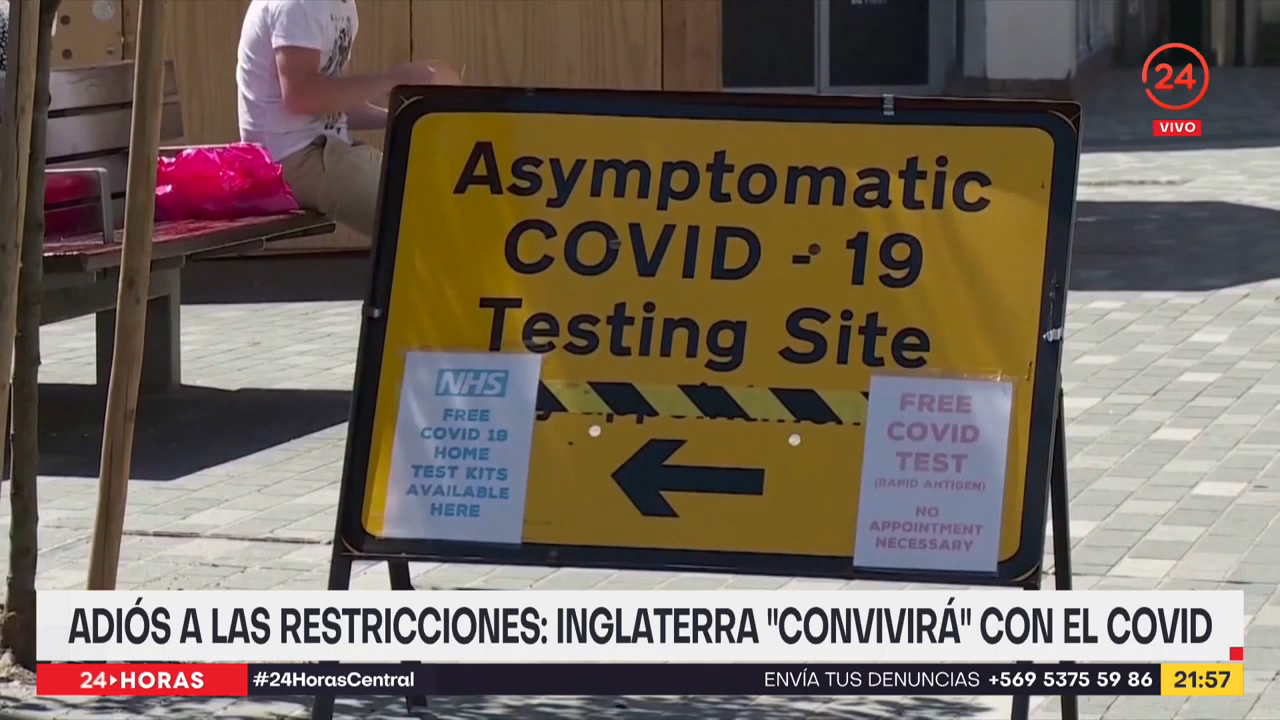 24
VIVO
Asymptomatic
COVID - 19
Testing Site
NHS
FREE
COVID 19
HOME
TEST KITS
AVAILABLE
HERE
FREE
COVID
TEST
(RAPID ANTIGEN)
NO
APPOINTMENT
NECESSARY
ADIÓS A LAS RESTRICCIONES: INGLATERRA "CONVIVIRÁ" CON EL COVID
24 HORAS #24HorasCentral ENVÍA TUS DENUNCIAS +569 5375 59 86 21:57